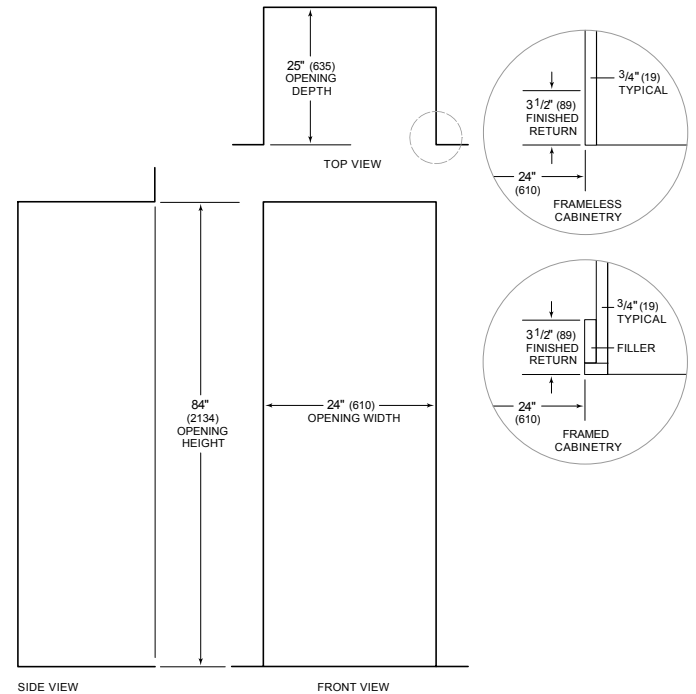 25" (635)
OPENING
DEPTH
TOP VIEW
3/4" (19)
TYPICAL
3 1/2" (89)
FINISHED
RETURN
24"
(610)
FRAMELESS
CABINETRY
3/4" (19)
TYPICAL
3 1/2" (89)
FINISHED
RETURN
FILLER
24"
(610)
FRAMED
CABINETRY
84"
(2134)
OPENING
HEIGHT
24" (610)
OPENING WIDTH
SIDE VIEW
FRONT VIEW